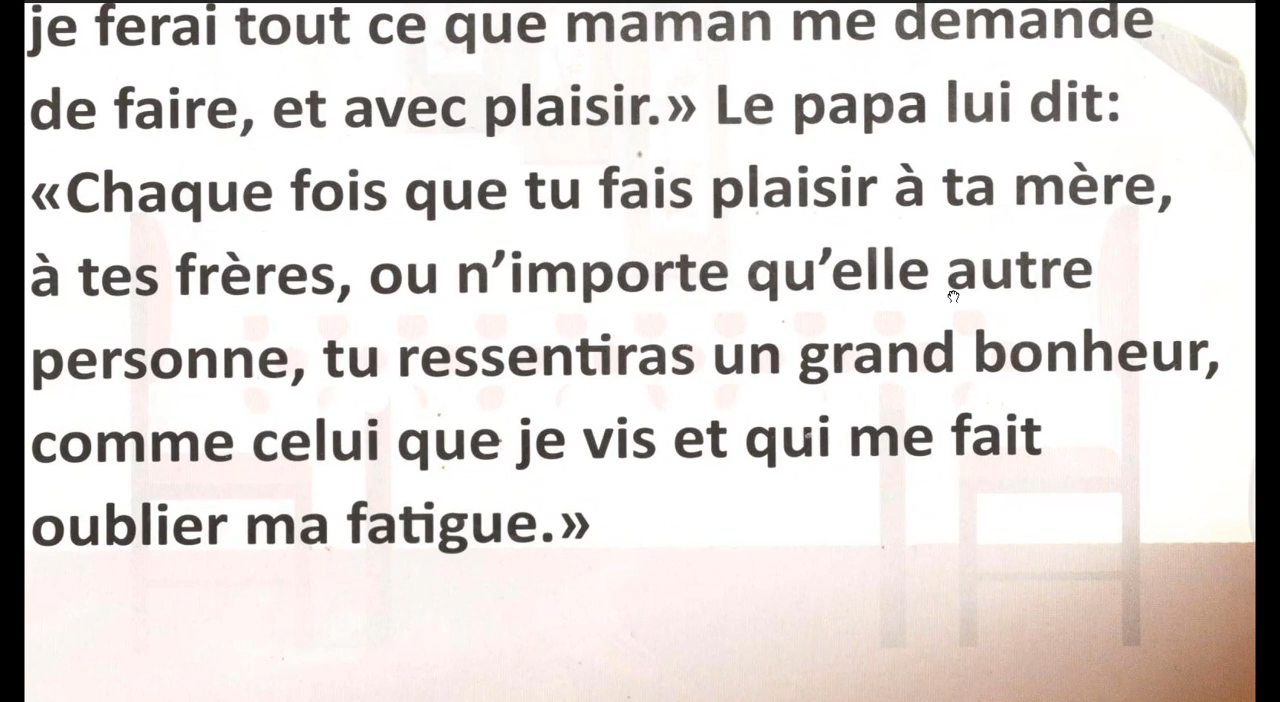 je ferai tout ce que maman me demande
de faire, et avec plaisir.» Le papa lui dit:
«Chaque fois que tu fais plaisir à ta mère,
à tes frères, ou n’importe qu’elle autre
personne, tu ressentiras un grand bonheur,
comme celui que je vis et qui me fait
oublier ma fatigue.»